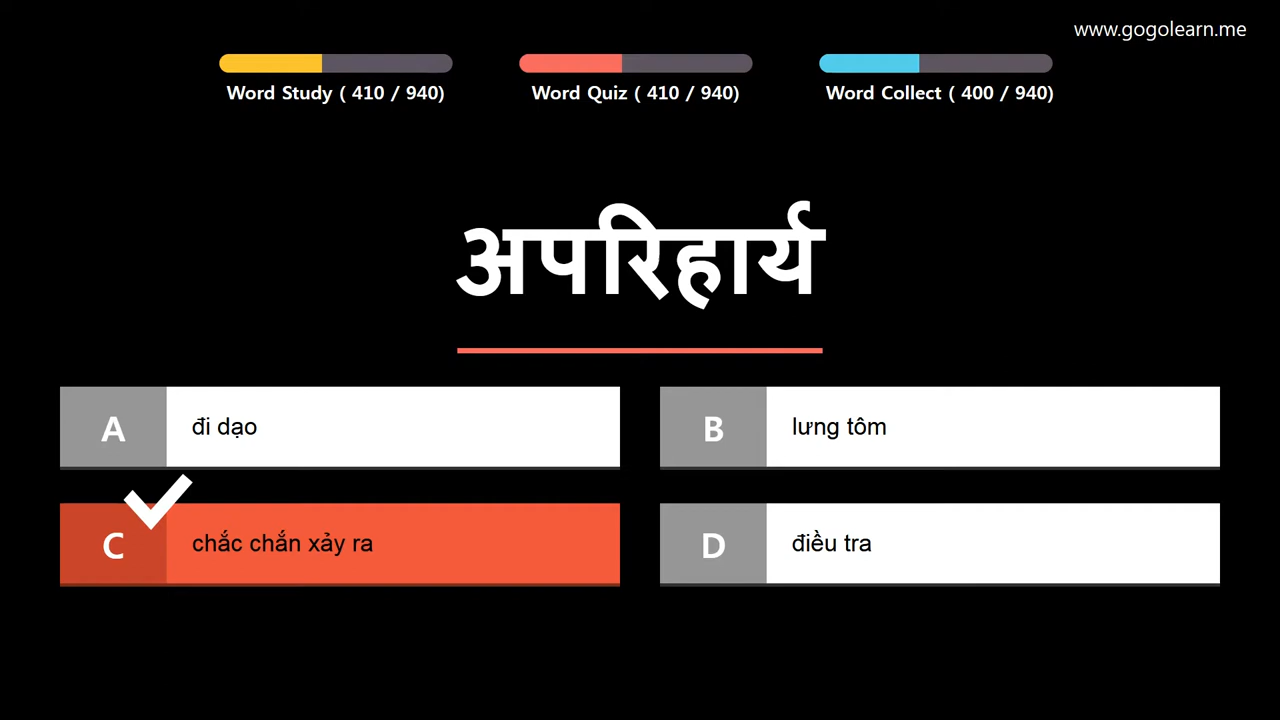 www.gogolearn.me
Word Study ( 410 / 940)
Word Quiz ( 410 / 940)
Word Collect ( 400 / 940)
अपरिहार्य
A
đi dạo
B
lưng tôm
C
chắc chắn xảy ra
D
điều tra